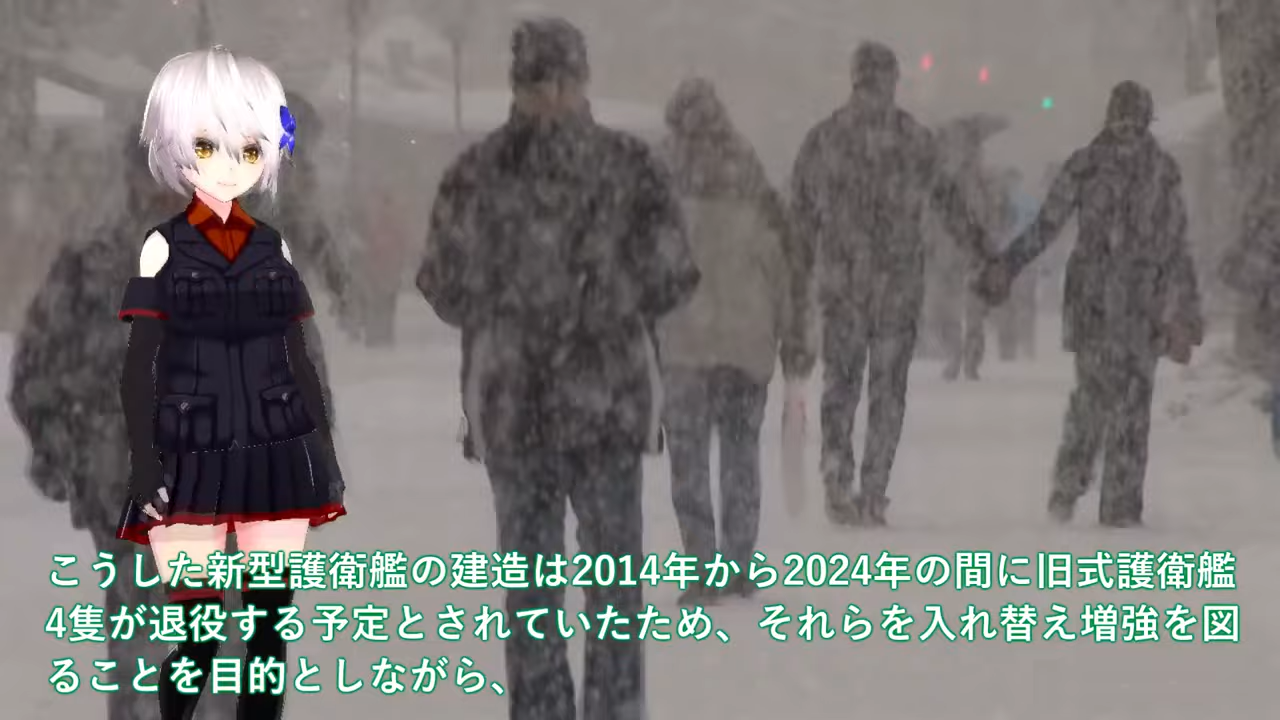 こうした新型護衛艦の建造は2014年から2024年の間に旧式護衛艦
4隻が退役する予定とされていたため、それらを入れ替え増強を図
ることを目的としながら、